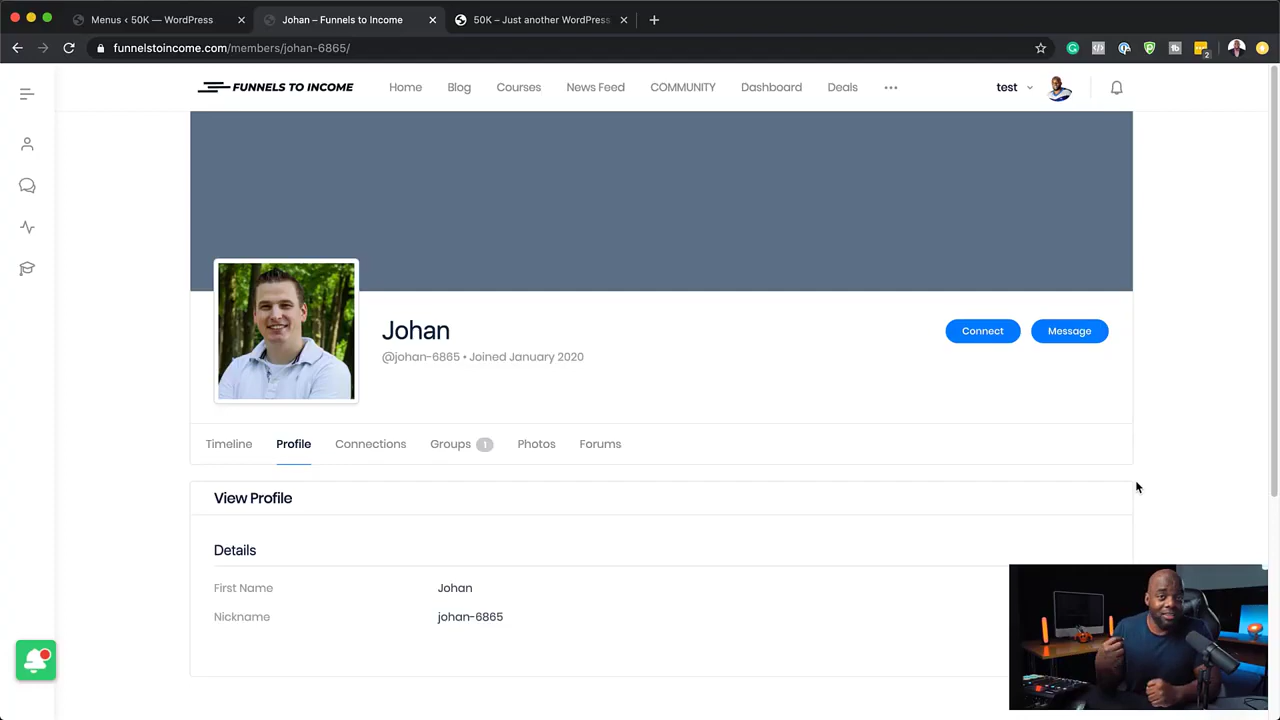 Menus ‹ 50K — WordPress
Johan – Funnels to Income
50K – Just another WordPress
funnelstoincome.com/members/johan-6865/
2
FUNNELS TO INCOME
Home
Blog
Courses
News Feed
COMMUNITY
Dashboard
Deals
test
Johan
@johan-6865 • Joined January 2020
Connect
Message
Timeline
Profile
Connections
Groups 1
Photos
Forums
View Profile
Details
First Name
Johan
Nickname
johan-6865